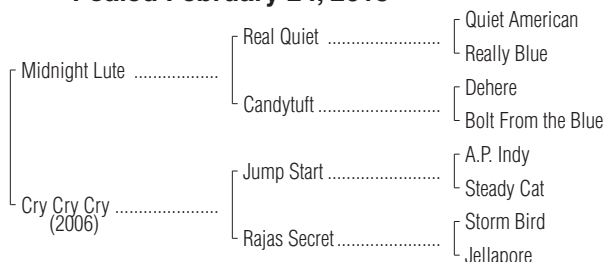 Foaled February 24,
Quiet American
Real Quiet ........................
Really Blue
Midnight Lute ..................
Dehere
Candytuft ..........................
Bolt From the Blue
A.P. Indy
Jump Start ........................
Steady Cat
Cry Cry Cry ......................
(2006)
Storm Bird
Rajas Secret ......................
Jellapore